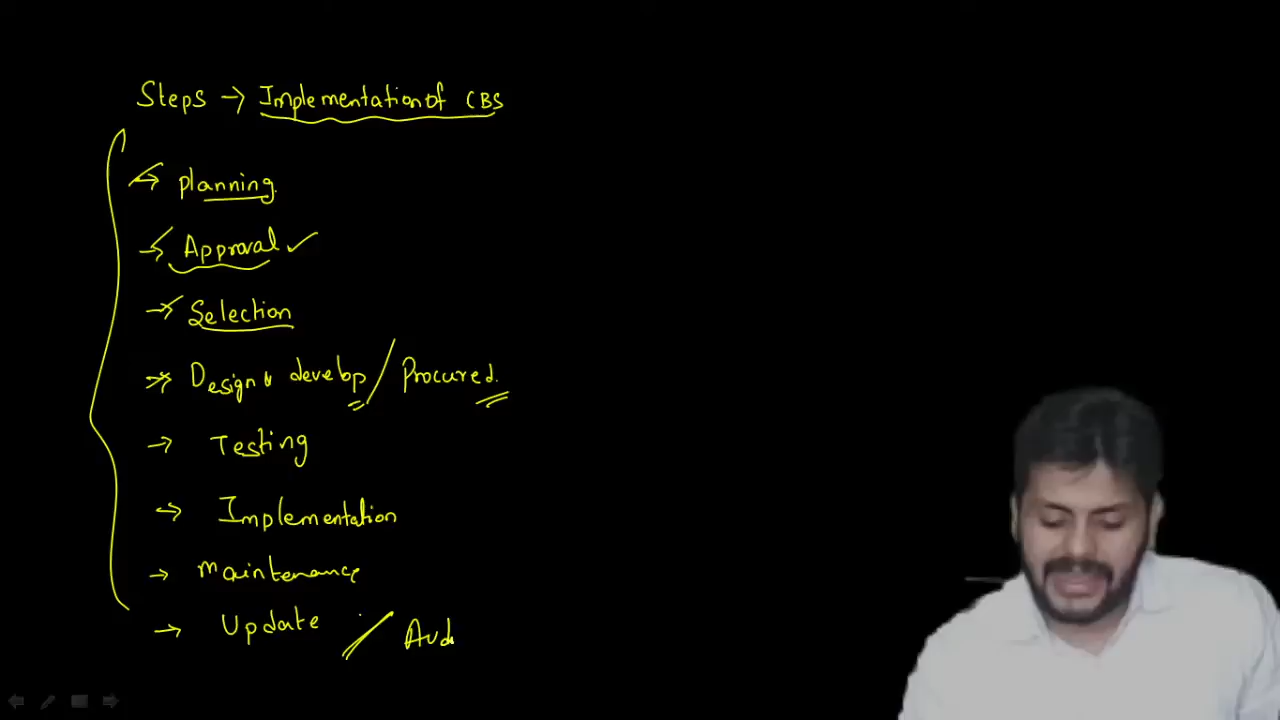 Steps → Implementation of CBS
→ planning
→ Approval ✓
→ Selection
→ Design & develop / Procured.
→ Testing
→ Implementation
→ Maintenance
→ Update / Aud